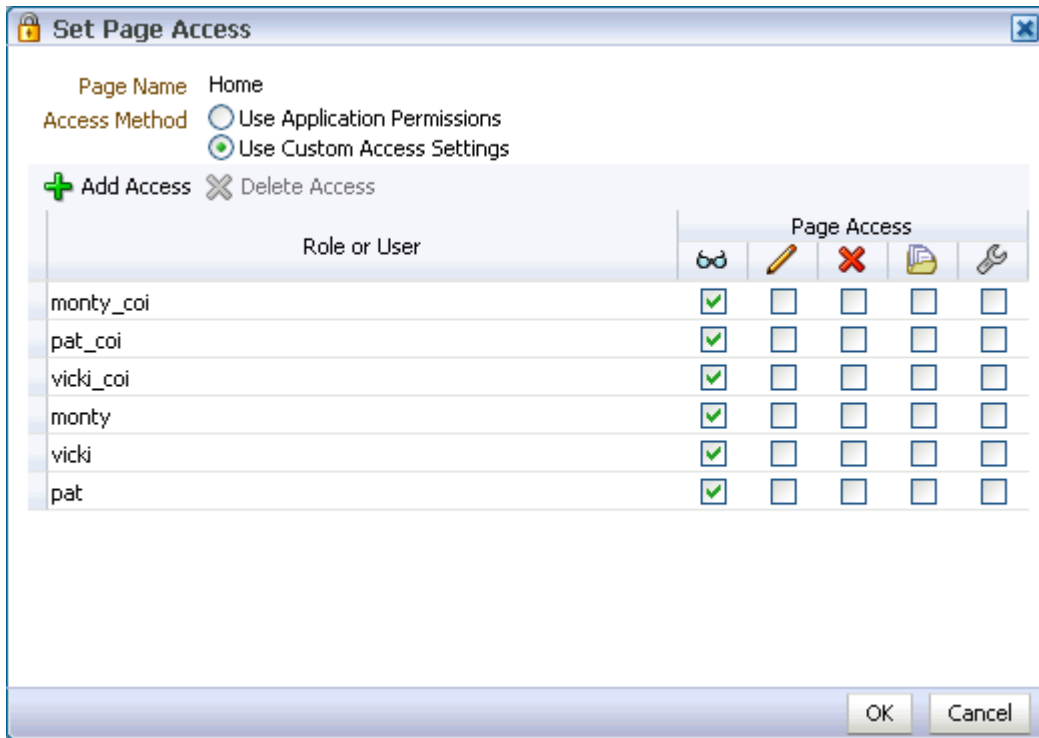 Set Page Access
Page Name Home
Access Method Use Application Permissions
Use Custom Access Settings
Add Access Delete Access
Role or User Page Access
monty_coi
pat_coi
vicki_coi
monty
vicki
pat
OK Cancel